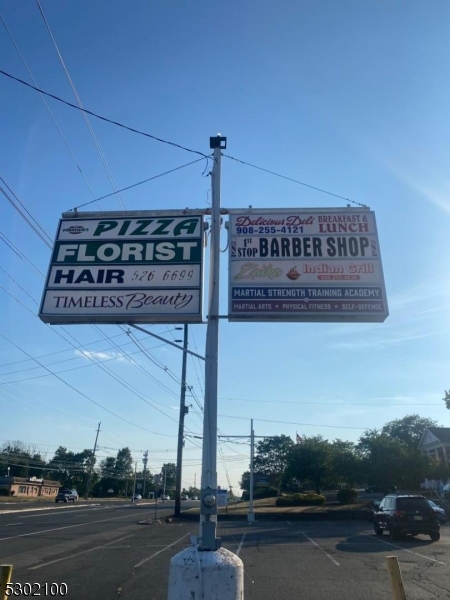 PIZZA
FLORIST
HAIR 526 6699
TIMELESS Beauty
Delicious Deli
908-255-4121
BREAKFAST &
LUNCH
1st
STOP BARBER SHOP
Indian Grill
MARTIAL STRENGTH TRAINING ACADEMY
MARTIAL ARTS • PHYSICAL FITNESS • SELF-DEFENSE
5302100